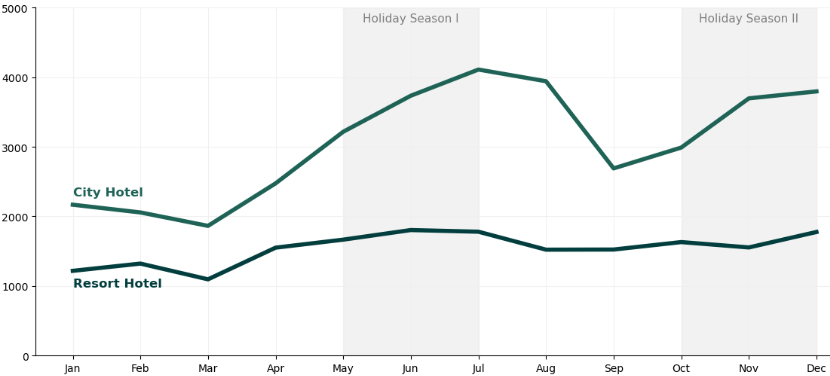 5000
Holiday Season I
Holiday Season II
4000
3000
City Hotel
2000
Resort Hotel
1000
0
Jan Feb Mar Apr May Jun Jul Aug Sep Oct Nov Dec